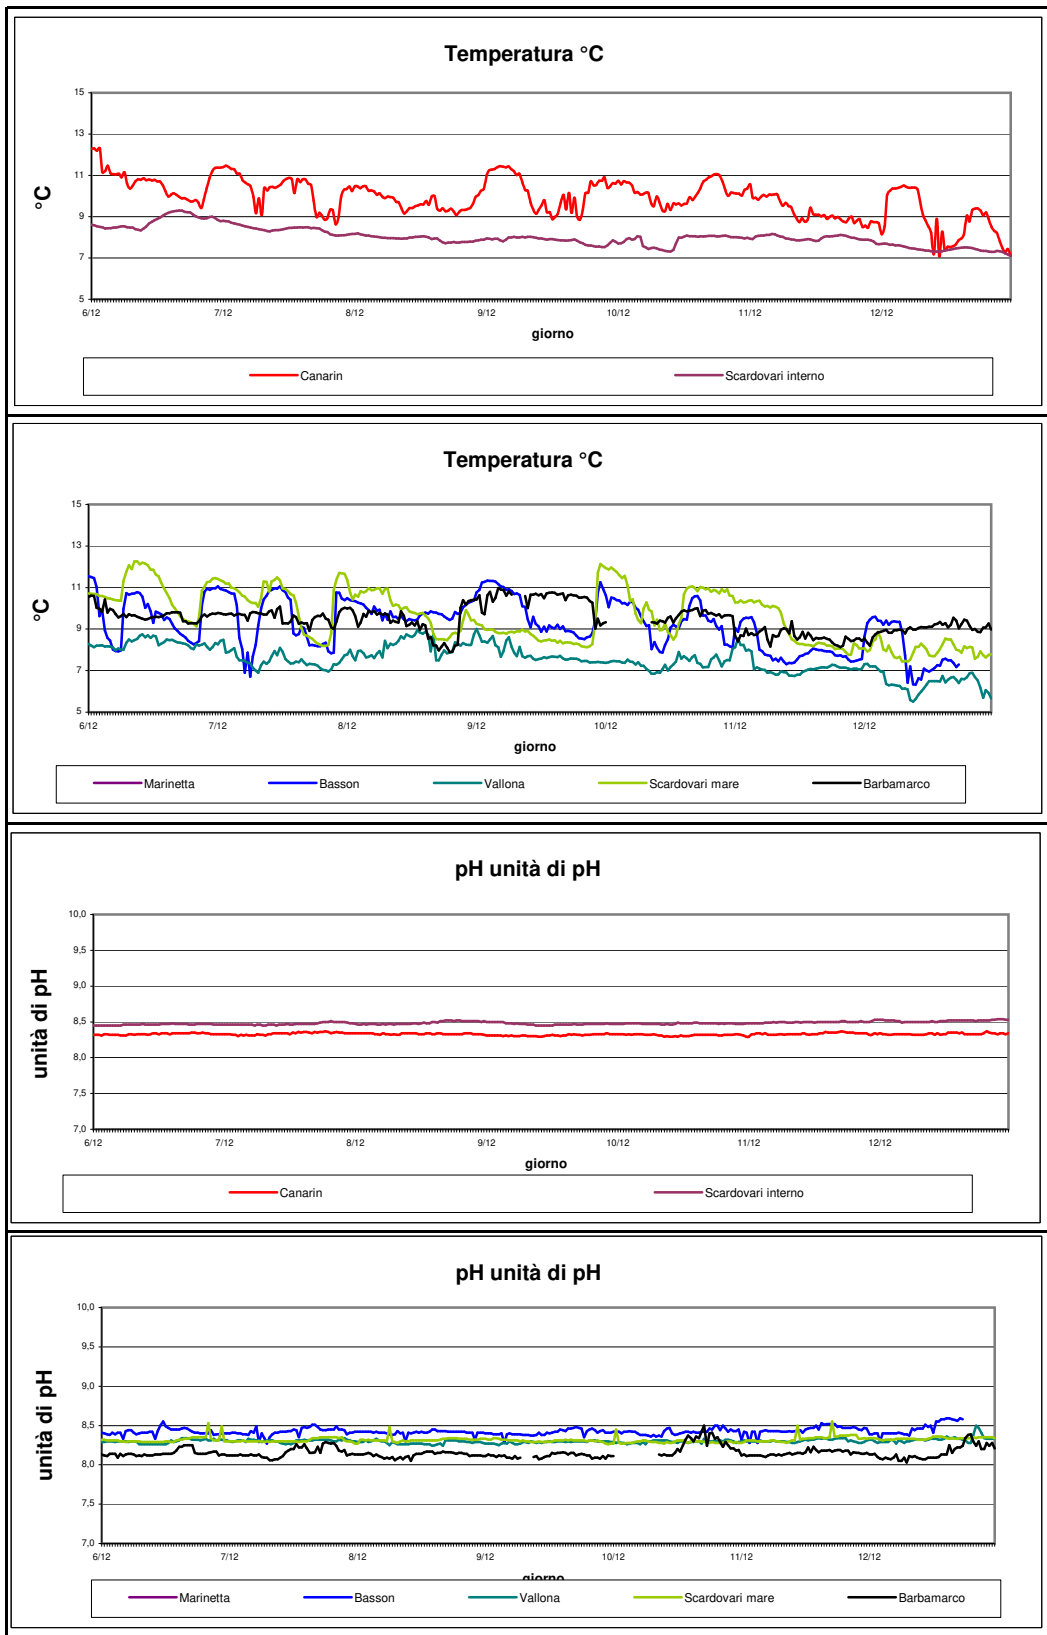 Temperatura °C
15
13
11
9
7
5
°C
6/12 7/12 8/12 9/12 10/12 11/12 12/12
giorno
Canarin Scardovari interno
Temperatura °C
15
13
11
9
7
5
°C
6/12 7/12 8/12 9/12 10/12 11/12 12/12
giorno
Marinetta Basson Vallona Scardovari mare Barbamarco
pH unità di pH
10,0
9,5
9,0
8,5
8,0
7,5
7,0
unità di pH
6/12 7/12 8/12 9/12 10/12 11/12 12/12
giorno
Canarin Scardovari interno
pH unità di pH
10,0
9,5
9,0
8,5
8,0
7,5
7,0
unità di pH
6/12 7/12 8/12 9/12 10/12 11/12 12/12
giorno
Marinetta Basson Vallona Scardovari mare Barbamarco